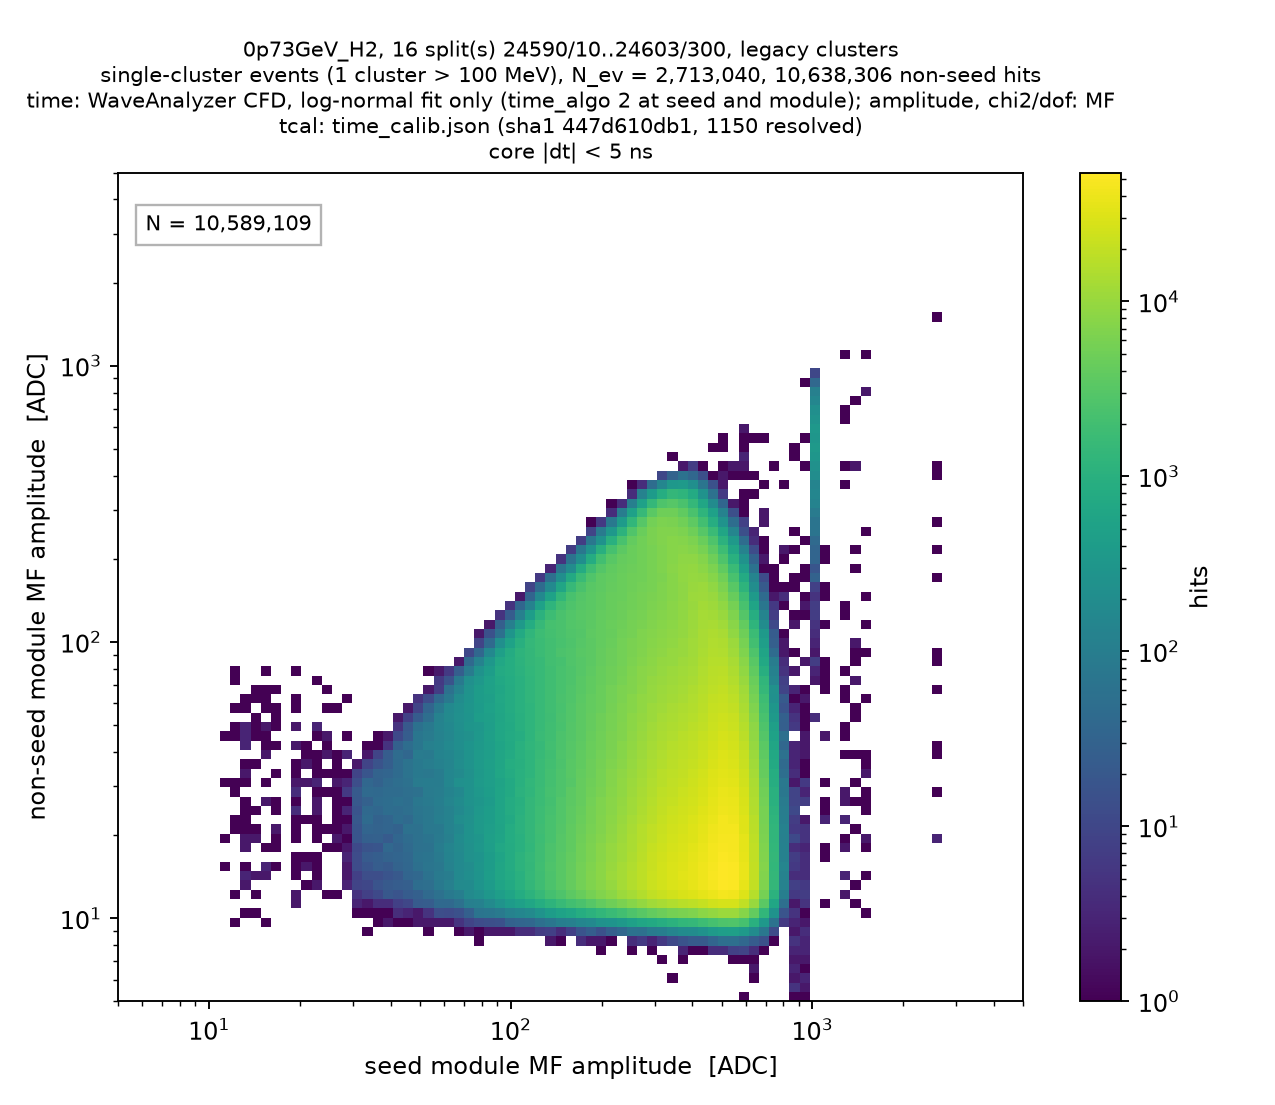 0p73GeV_H2, 16 split(s) 24590/10..24603/300, legacy clusters
single-cluster events (1 cluster > 100 MeV), N_ev = 2,713,040, 10,638,306 non-seed hits
time: WaveAnalyzer CFD, log-normal fit only (time_algo 2 at seed and module); amplitude, chi2/dof: MF
tcal: time_calib.json (sha1 447d610db1, 1150 resolved)
core |dt| < 5 ns
N = 10,589,109
non-seed module MF amplitude [ADC]
10³
10²
10¹
10¹
10²
10³
seed module MF amplitude [ADC]
10⁴
10³
10²
10¹
10⁰
hits